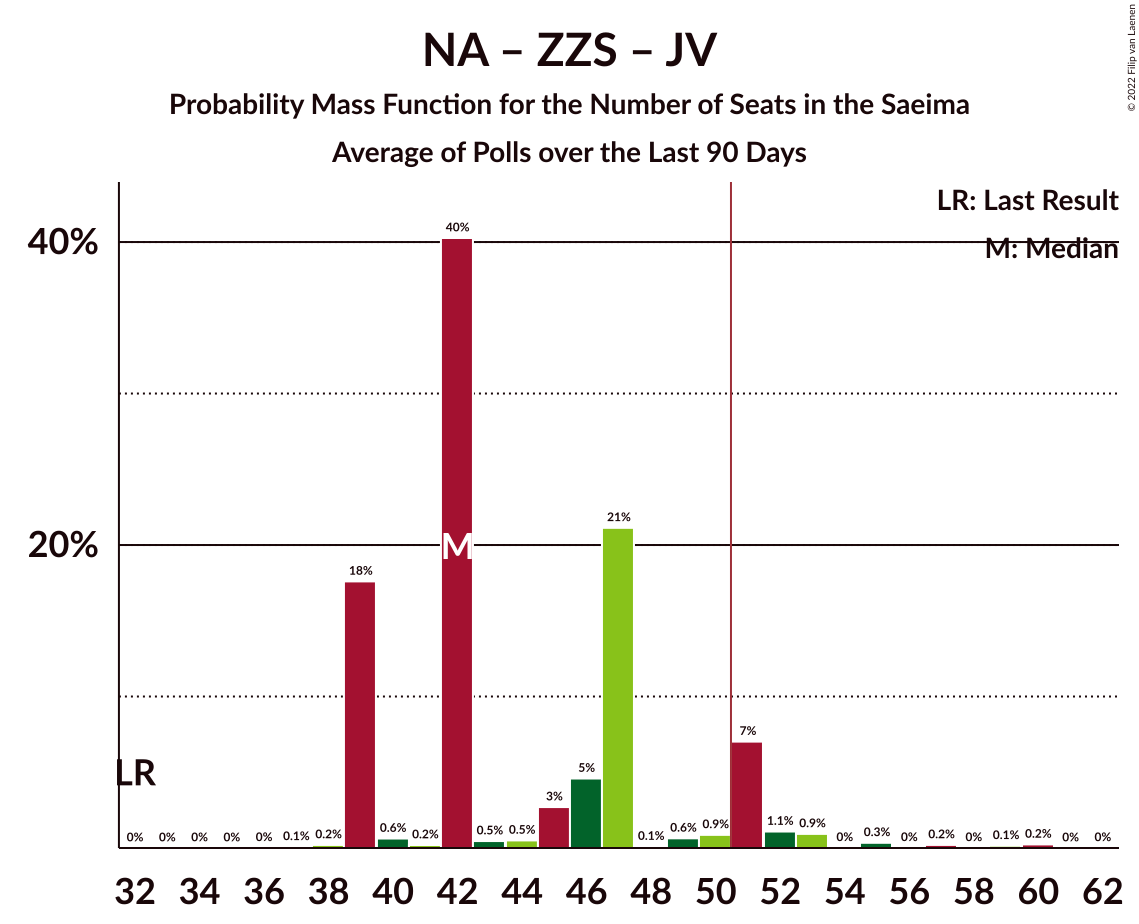 NA – ZZS – JV
Probability Mass Function for the Number of Seats in the Saeima
Average of Polls over the Last 90 Days
© 2022 Filip van Laenen
LR: Last Result
M: Median
40%
20%
40%
21%
18%
M
7%
5%
3%
LR
0% 0% 0% 0% 0% 0.1% 0.2% 0.6% 0.2% 0.5% 0.5% 0.1% 0.6% 0.9% 1.1% 0.9% 0% 0.3% 0% 0.2% 0% 0.1% 0.2% 0% 0%
32 34 36 38 40 42 44 46 48 50 52 54 56 58 60 62